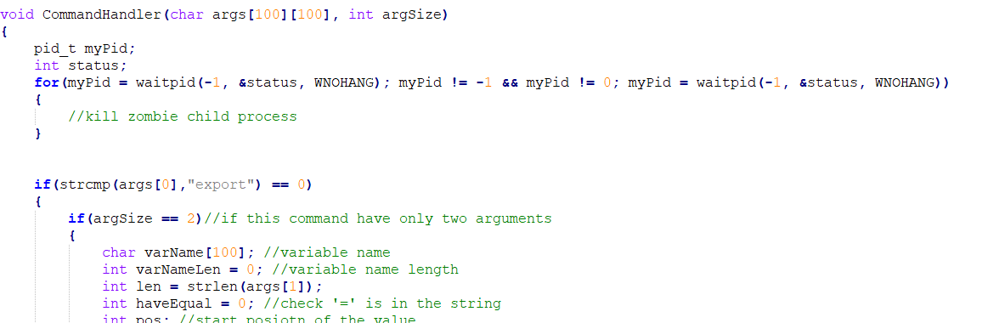 void CommandHandler(char args[100][100], int argSize)
{
pid_t myPid;
int status;
for(myPid = waitpid(-1, &status, WNOHANG); myPid != -1 && myPid != 0; myPid = waitpid(-1, &status, WNOHANG))
{
//kill zombie child process
}
if(strcmp(args[0],"export") == 0)
{
if(argSize == 2)//if this command have only two arguments
{
char varName[100]; //variable name
int varNameLen = 0; //variable name length
int len = strlen(args[1]);
int haveEqual = 0; //check '=' is in the string
int pos; //start posiotn of the value